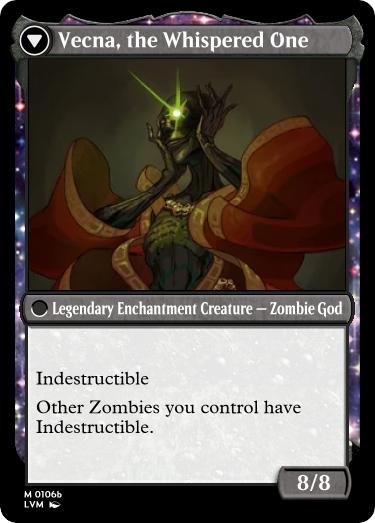 Vecna, the Whispered One
Legendary Enchantment Creature — Zombie God
Indestructible
Other Zombies you control have
Indestructible.
8/8
M 0106b
LVM